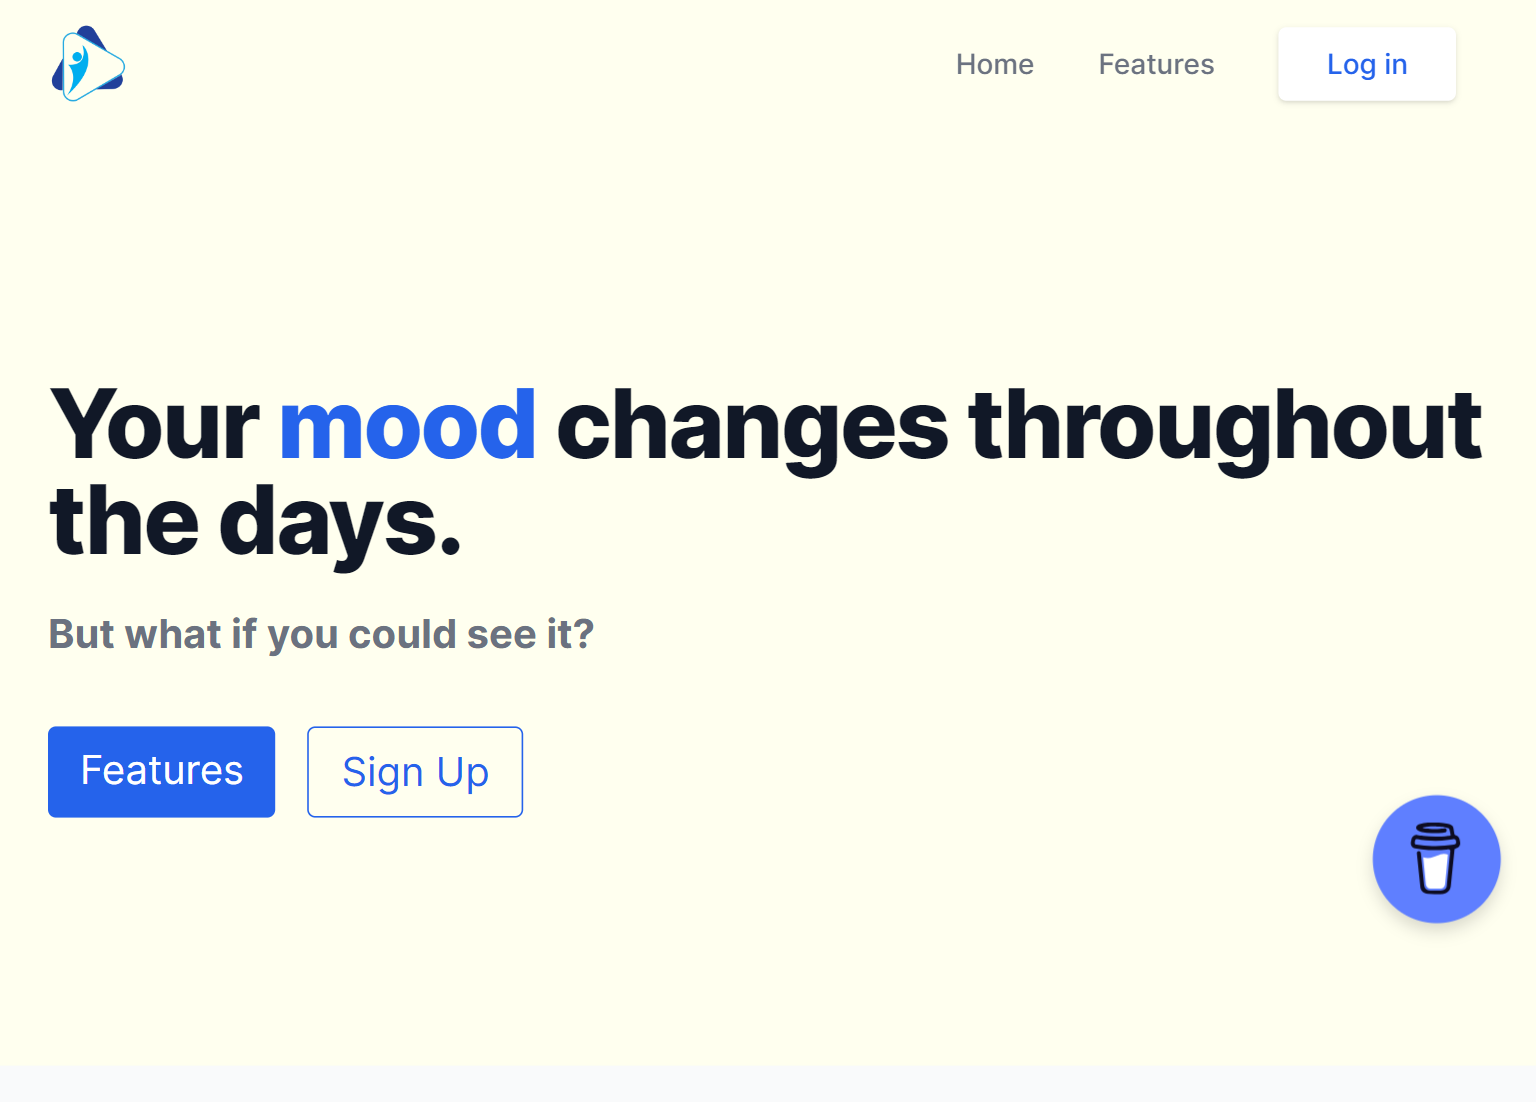 Home
Features
Log in
Your mood changes throughout
the days.
But what if you could see it?
Features
Sign Up